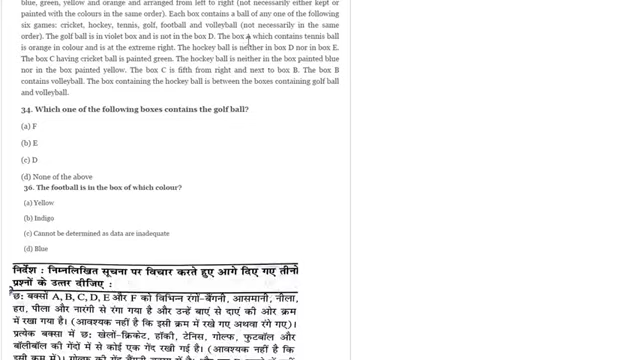 blue, green, yellow and orange and arranged from left to right (not necessarily either kept or
painted with the colours in the same order). Each box contains a ball of any one of the following
six games: cricket, hockey, tennis, golf, football and volleyball (not necessarily in the same
order). The golf ball is in violet box and is not in the box D. The box which contains tennis ball
is orange in colour and is at the extreme right. The hockey ball is neither in box D nor in box E.
The box C having cricket ball is painted green. The hockey ball is neither in the box painted blue
nor in the box painted yellow. The box C is fifth from right and next to box B. The box B
contains volleyball. The box containing the hockey ball is between the boxes containing golf ball
and volleyball.
34. Which one of the following boxes contains the golf ball?
(a) F
(b) E
(c) D
(d) None of the above
36. The football is in the box of which colour?
(a) Yellow
(b) Indigo
(c) Cannot be determined as data are inadequate
(d) Blue
निर्देश : निम्नलिखित सूचना पर विचार करते हुए आगे दिए गए तीनो
प्रश्नों के उत्तर दीजिए :
छः बक्सों A, B, C, D, E और F को विभिन्न रंगो-बैंगनी, आसमानी, नीला,
हरा, पीला और नारंगी से रंगा गया है और उन्हें बाएं से दाएं की ओर क्रम
में रखा गया है। (आवश्यक नहीं है कि इसी क्रम में रखे गए अथवा रंगे गए)।
प्रत्येक बक्सा में छः खेलों-क्रिकेट, हॉकी, टेनिस, गोल्फ, फुटबॉल और
बॉलीबॉल की गेंदों में से कोई एक गेंद रखी गई है। (आवश्यक नहीं है कि